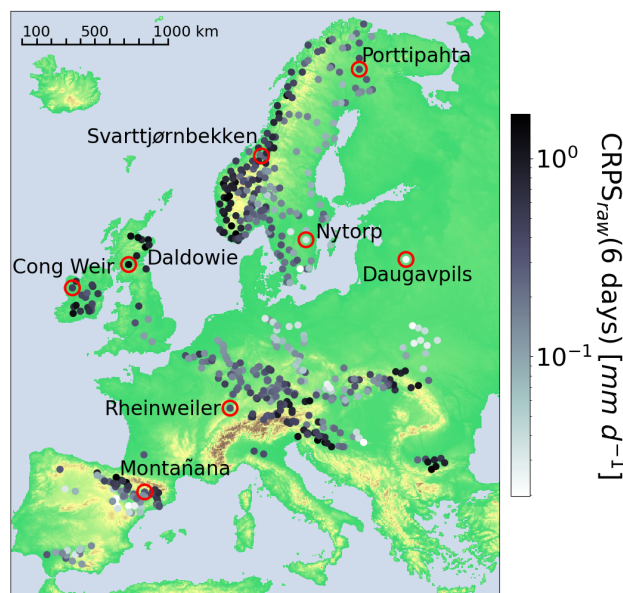 100 500 1000 km
Porttipahta
Svarttjørnbekken
Nytorp
Cong Weir
Daldowie
Daugavpils
Rheinweiler
Montañana
10⁰
10⁻¹
CRPS_raw(6 days) [mm d⁻¹]